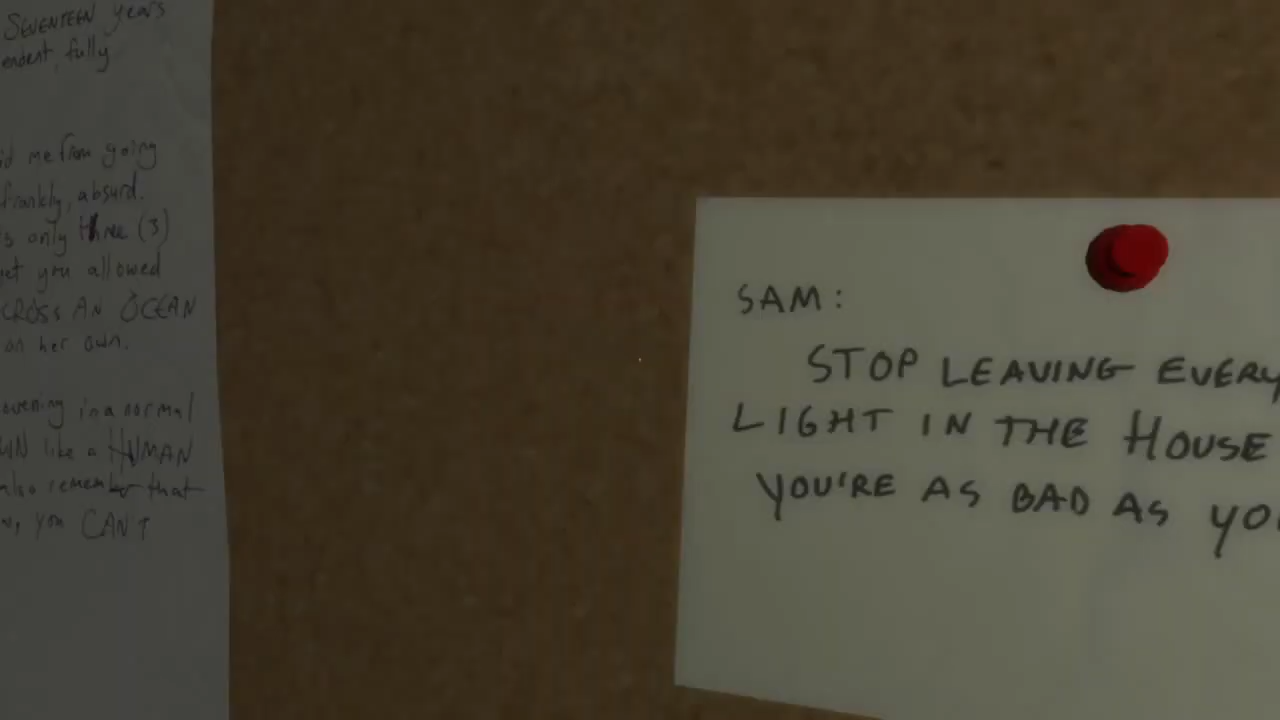 SEVENTEEN years
endent, fully
id me from going
frankly, absurd.
s only three (3)
yet you allowed
CROSS AN OCEAN
on her own.
in a normal
like a HUMAN
also remember that
you CAN'T
SAM:
STOP LEAVING EVERY
LIGHT IN THE HOUSE
YOU'RE AS BAD AS YO